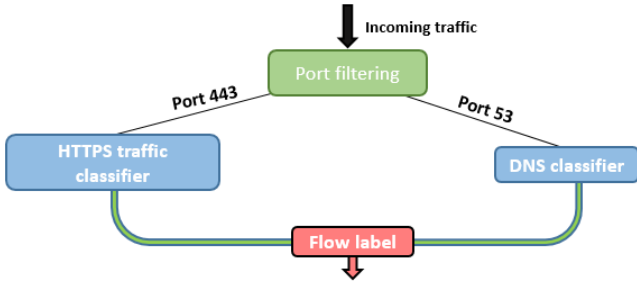 Incoming traffic
Port filtering
Port 443
Port 53
HTTPS traffic
classifier
DNS classifier
Flow label